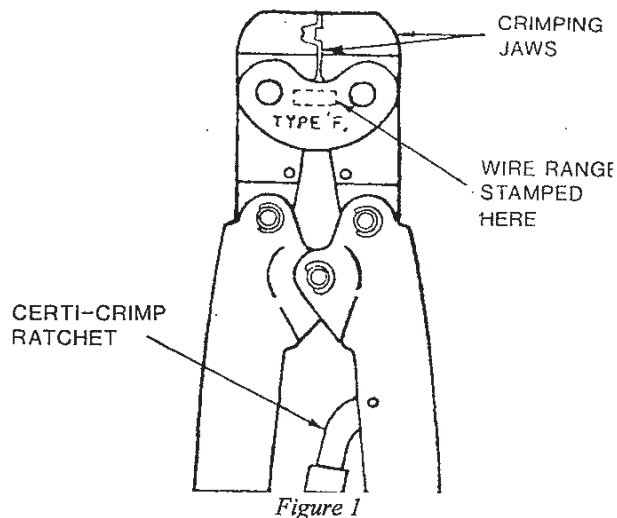 CRIMPING
JAWS
TYPE 'F.
WIRE RANGE
STAMPED
HERE
CERTI-CRIMP
RATCHET
Figure 1